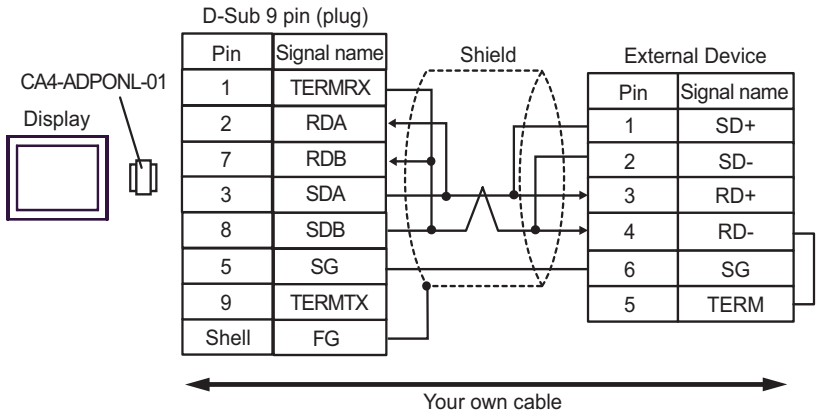 D-Sub 9 pin (plug)
Pin Signal name
1 TERMRX
2 RDA
7 RDB
3 SDA
8 SDB
5 SG
9 TERMTX
Shell FG
CA4-ADPONL-01
Display
Shield
External Device
Pin Signal name
1 SD+
2 SD-
3 RD+
4 RD-
6 SG
5 TERM
Your own cable